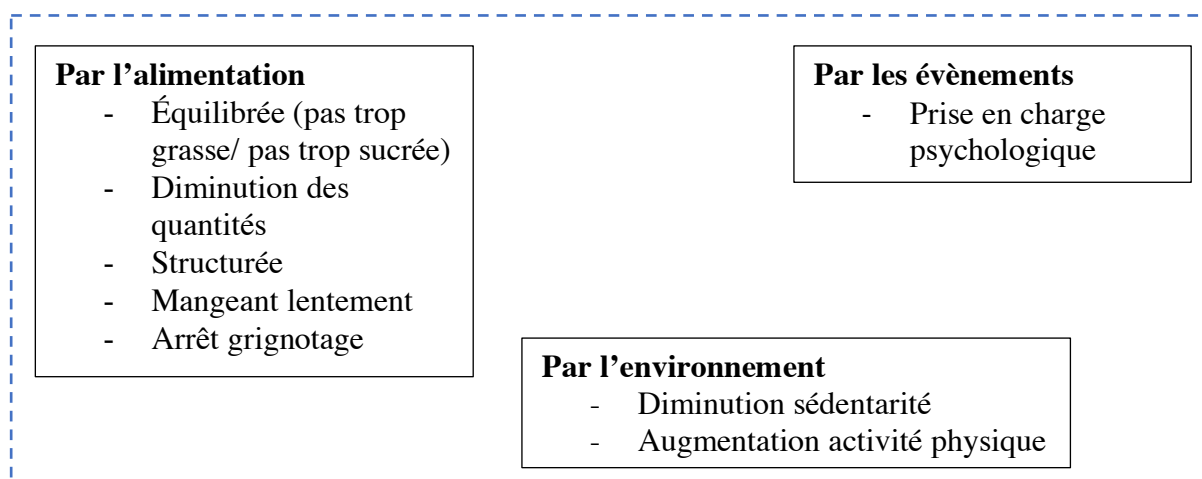 Par l’alimentation
- Équilibrée (pas trop
grasse/ pas trop sucrée)
- Diminution des
quantités
- Structurée
- Mangeant lentement
- Arrêt grignotage
Par les évènements
- Prise en charge
psychologique
Par l’environnement
- Diminution sédentarité
- Augmentation activité physique